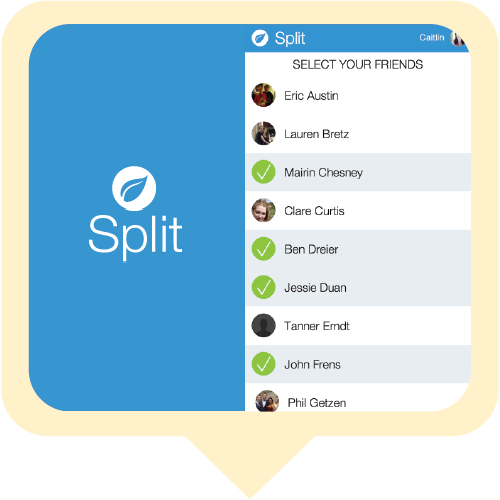 Split
Split
Caitlin
SELECT YOUR FRIENDS
Eric Austin
Lauren Bretz
Mairin Chesney
Clare Curtis
Ben Dreier
Jessie Duan
Tanner Erndt
John Frens
Phil Getzen